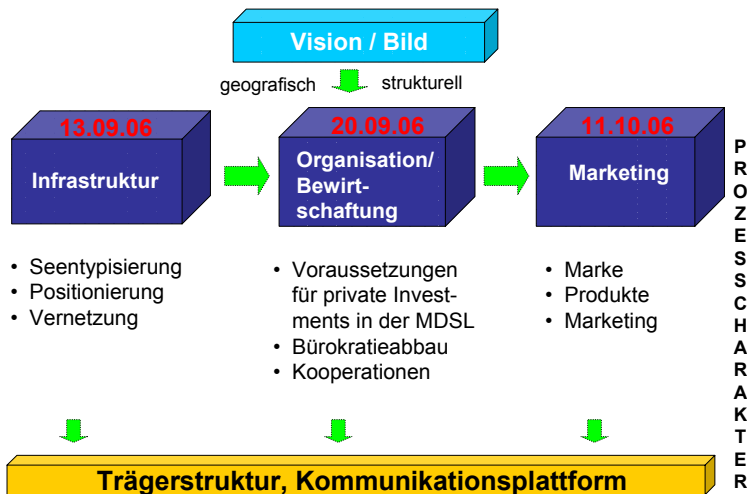 Vision / Bild
geografisch
strukturell
13.09.06
Infrastruktur
20.09.06
Organisation/
Bewirt-
schaftung
11.10.06
Marketing
• Seentypisierung
• Positionierung
• Vernetzung
• Voraussetzungen
für private Invest-
ments in der MDSL
• Bürokratieabbau
• Kooperationen
• Marke
• Produkte
• Marketing
PROZESSCHARAKTER
Trägerstruktur, Kommunikationsplattform